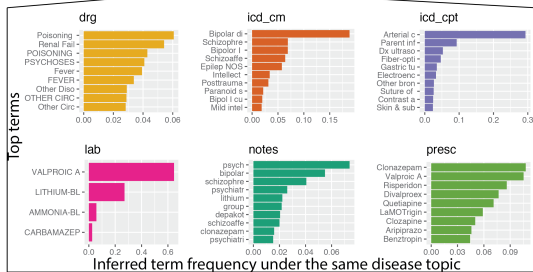 drg
Poisoning
Renal Fail
POISONING
PSYCHOSES
Fever
FEVER
Other Diso
OTHER CIRC
Other Circ
0.00 0.02 0.04 0.06
icd_cm
Bipolar di
Schizophre
Bipolar I
Schizoaffe
Epilep NOS
Intellect
Posttrauma
Paranoid s
Bipol I cu
Mild intel
0.00 0.05 0.10 0.15
icd_cpt
Arterial c
Parent inf
Dx ultraso
Fiber-opti
Gastric tu
Electroenc
Other bron
Suture of
Contrast a
Skin & sub
0.0 0.1 0.2 0.3
Top terms
lab
VALPROIC A
LITHIUM-BL
AMMONIA-BL
CARBAMAZEP
0.00 0.20 0.40 0.60
notes
psych
bipolar
schizophre
psychiatr
lithium
group
depakot
schizoaffe
clonazepam
psychiatri
0.00 0.02 0.04 0.06
presc
Clonazepam
Valproic A
Risperidon
Divalproex
Quetiapine
LaMOTrigin
Clozapine
Aripiprazo
Benztropin
0.00 0.03 0.06 0.09
Inferred term frequency under the same disease topic